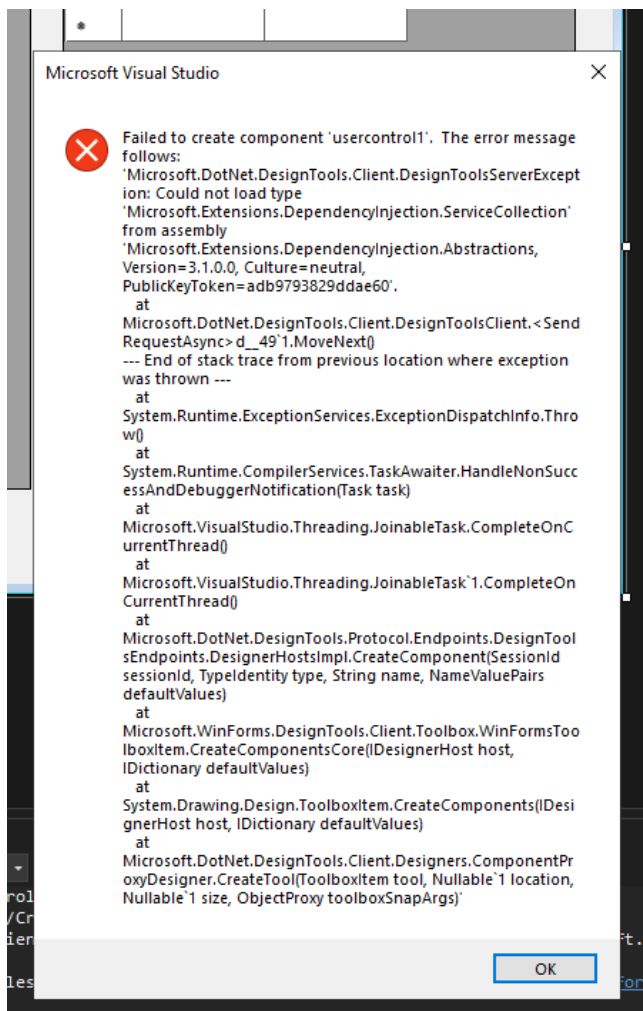 *
Microsoft Visual Studio
Failed to create component 'usercontrol1'.  The error message
follows:
'Microsoft.DotNet.DesignTools.Client.DesignToolsServerExcept
ion: Could not load type
'Microsoft.Extensions.DependencyInjection.ServiceCollection'
from assembly
'Microsoft.Extensions.DependencyInjection.Abstractions,
Version=3.1.0.0, Culture=neutral,
PublicKeyToken=adb9793829ddae60'.
at
Microsoft.DotNet.DesignTools.Client.DesignToolsClient.<Send
RequestAsync>d__49`1.MoveNext()
--- End of stack trace from previous location where exception
was thrown ---
at
System.Runtime.ExceptionServices.ExceptionDispatchInfo.Thro
w()
at
System.Runtime.CompilerServices.TaskAwaiter.HandleNonSucc
essAndDebuggerNotification(Task task)
at
Microsoft.VisualStudio.Threading.JoinableTask.CompleteOnC
urrentThread()
at
Microsoft.VisualStudio.Threading.JoinableTask`1.CompleteOn
CurrentThread()
at
Microsoft.DotNet.DesignTools.Protocol.Endpoints.DesignTool
sEndpoints.DesignerHostsImpl.CreateComponent(SessionId
sessionId, TypeIdentity type, String name, NameValuePairs
defaultValues)
at
Microsoft.WinForms.DesignTools.Client.Toolbox.WinFormsToo
lboxItem.CreateComponentsCore(IDesignerHost host,
IDictionary defaultValues)
at
System.Drawing.Design.ToolboxItem.CreateComponents(IDesi
gnerHost host, IDictionary defaultValues)
at
Microsoft.DotNet.DesignTools.Client.Designers.ComponentPr
oxyDesigner.CreateTool(ToolboxItem tool, Nullable`1 location,
Nullable`1 size, ObjectProxy toolboxSnapArgs)'
rol
/Cr
ien
ft.
les
For
OK